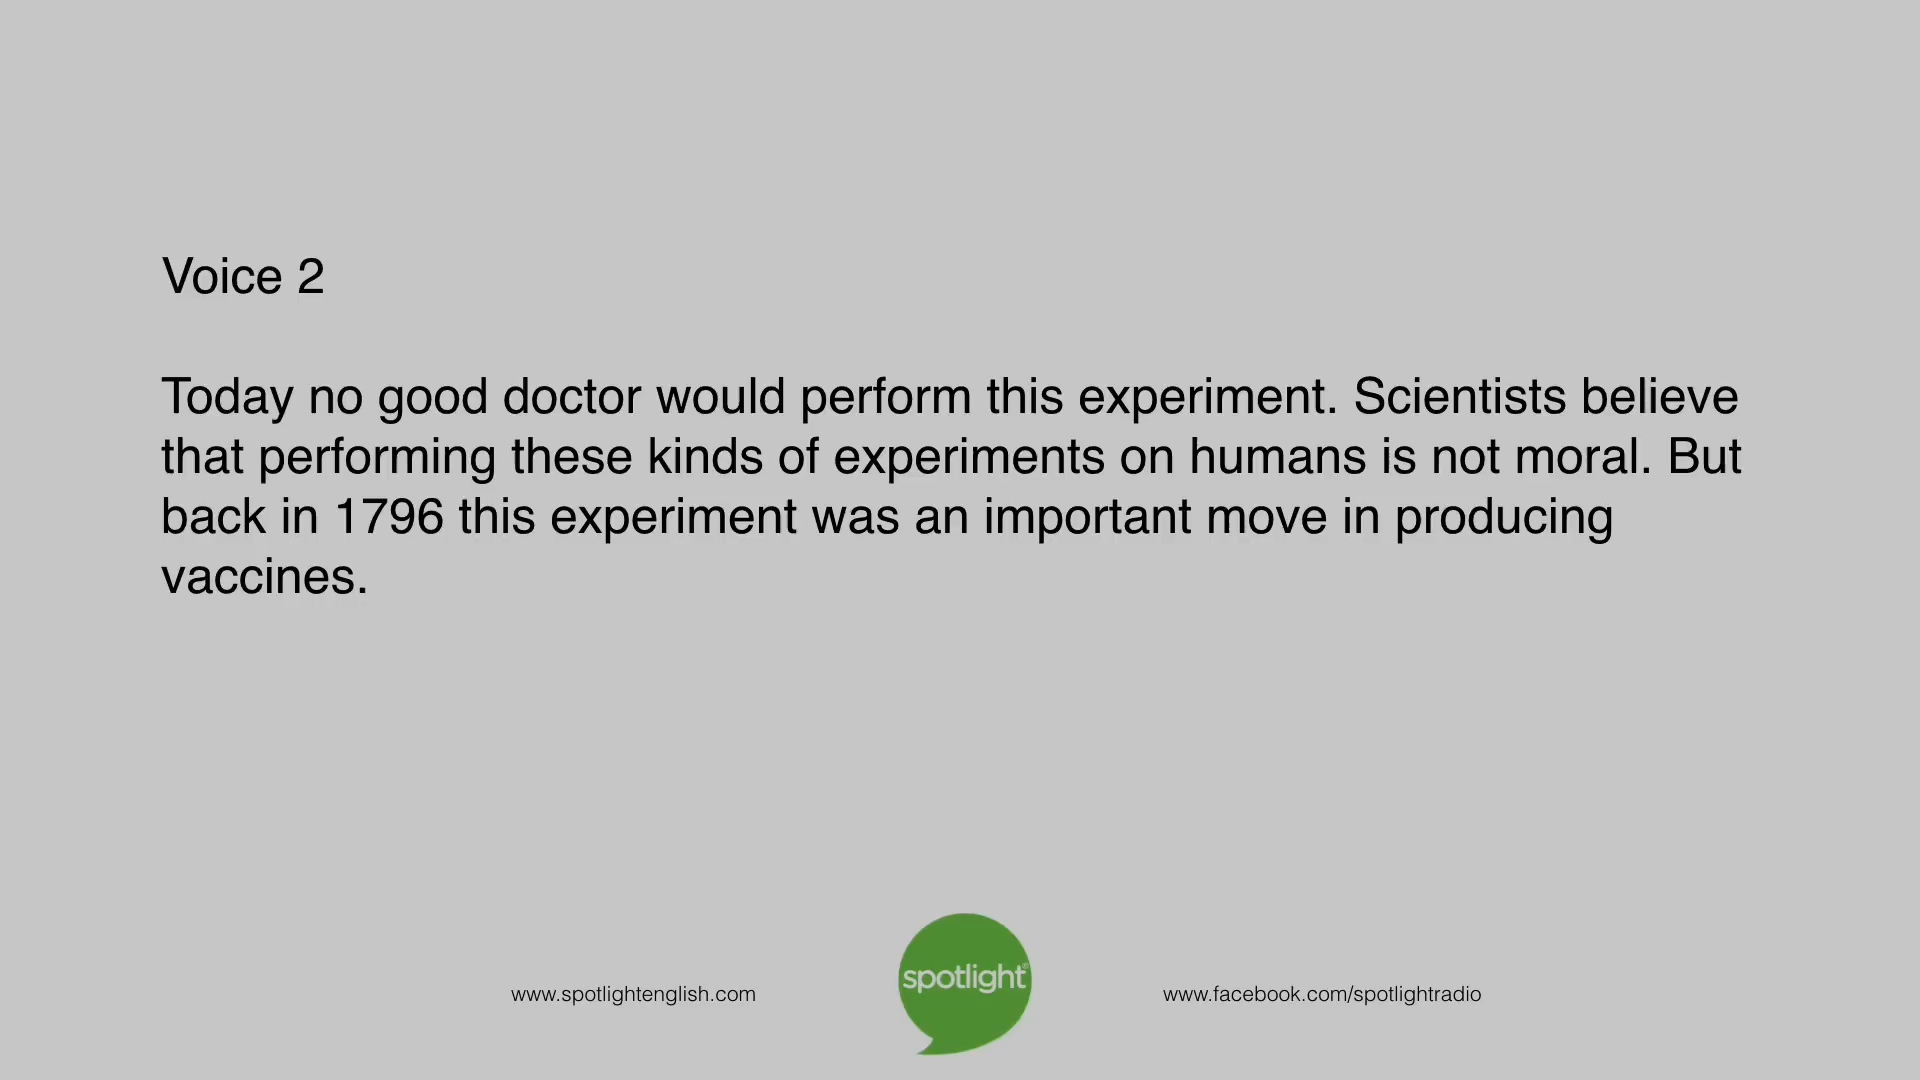 Voice 2
Today no good doctor would perform this experiment. Scientists believe
that performing these kinds of experiments on humans is not moral. But
back in 1796 this experiment was an important move in producing
vaccines.
spotlight®
www.spotlightenglish.com
www.facebook.com/spotlightradio